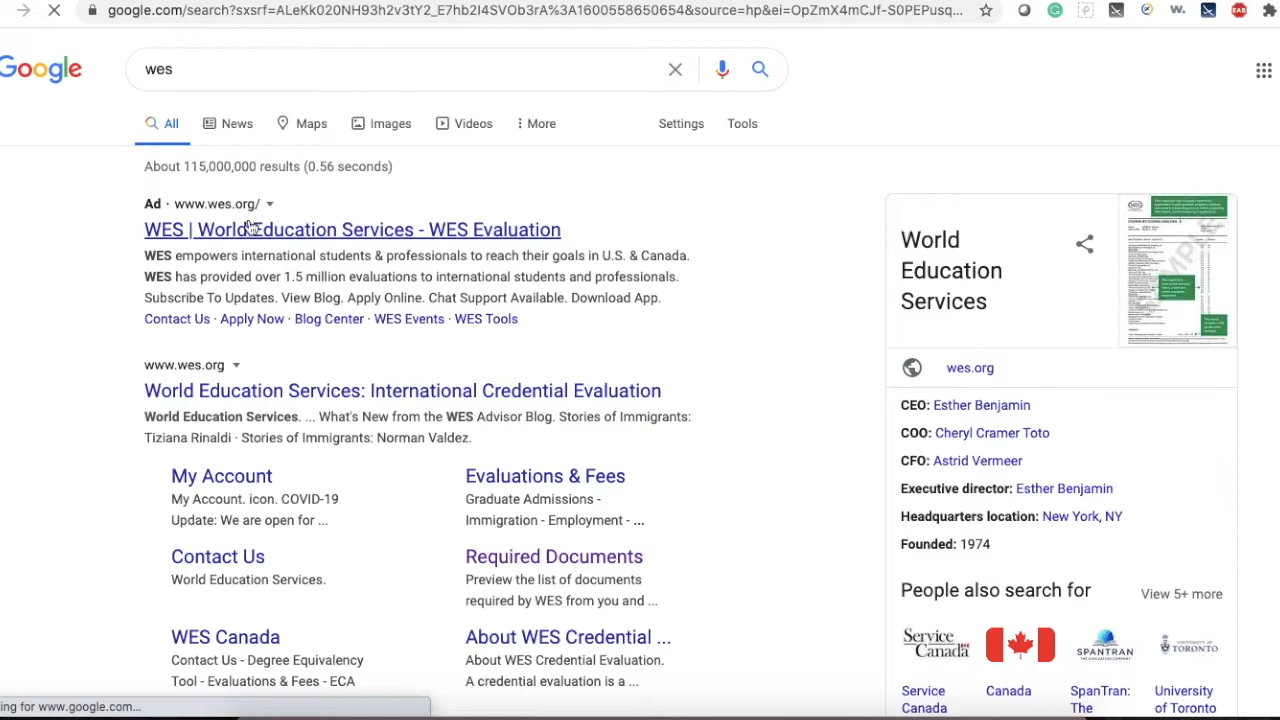 google.com/search?sxsrf=ALeKk020NH93h2v3tY2_E7hb2I4SVOb3rA%3A1600558650654&source=hp&ei=OpZmX4mCJf-S0PEPusq...
w.
EAB
Google
wes
All
News
Maps
Images
Videos
More
Settings
Tools
About 115,000,000 results (0.56 seconds)
Ad · www.wes.org/
WES | World Education Services - WES Evaluation
WES empowers international students & professionals to reach their goals in U.S. & Canada.
WES has provided over 1.5 million evaluations to international students and professionals.
Subscribe To Updates. View Blog. Apply Online. Chat Support Available. Download App.
Contact Us · Apply Now · Blog Center · WES Events · WES Tools
www.wes.org
World Education Services: International Credential Evaluation
World Education Services. ... What's New from the WES Advisor Blog. Stories of Immigrants:
Tiziana Rinaldi · Stories of Immigrants: Norman Valdez.
My Account
My Account. icon. COVID-19
Update: We are open for ...
Evaluations & Fees
Graduate Admissions -
Immigration - Employment - ...
Contact Us
World Education Services.
Required Documents
Preview the list of documents
required by WES from you and ...
WES Canada
Contact Us - Degree Equivalency
Tool - Evaluations & Fees - ECA
About WES Credential ...
About WES Credential Evaluation.
A credential evaluation is a ...
World
Education
Services
wes.org
CEO: Esther Benjamin
COO: Cheryl Cramer Toto
CFO: Astrid Vermeer
Executive director: Esther Benjamin
Headquarters location: New York, NY
Founded: 1974
People also search for
View 5+ more
Service
Canada
SPANTRAN
UNIVERSITY OF
TORONTO
Service
Canada
Canada
SpanTran:
The
University
of Toronto
ing for www.google.com...